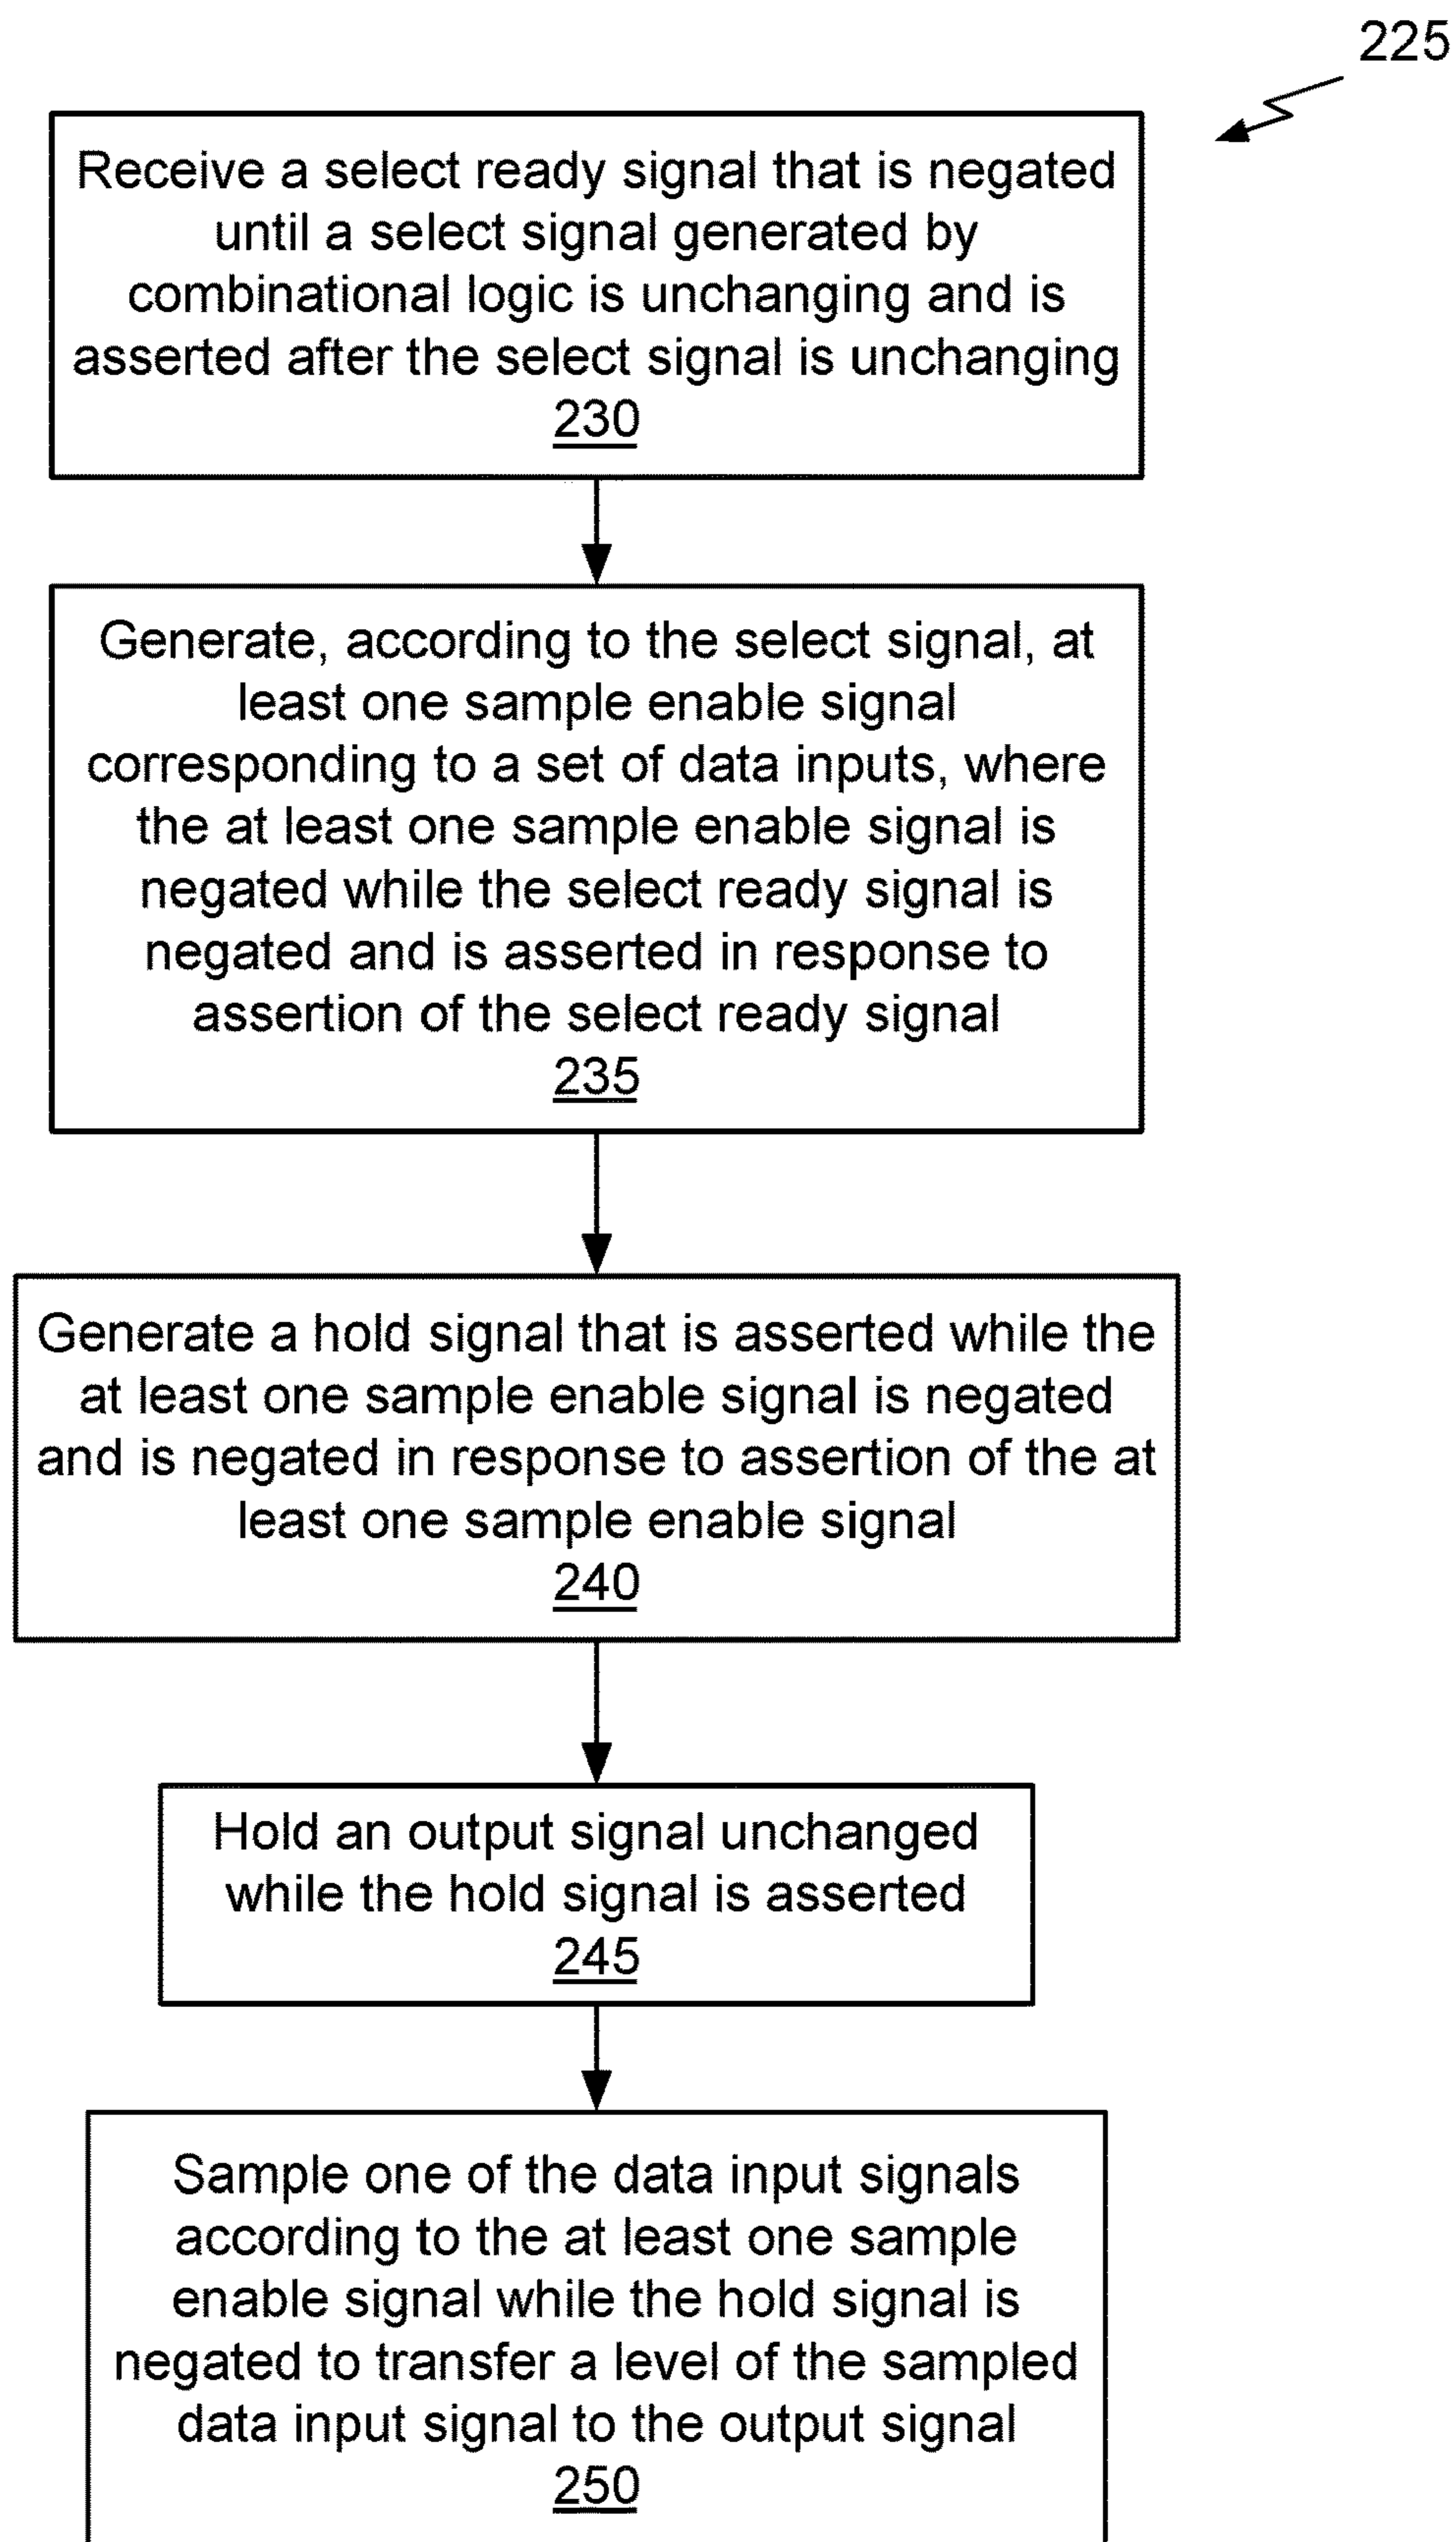 225
Receive a select ready signal that is negated
until a select signal generated by
combinational logic is unchanging and is
asserted after the select signal is unchanging
230
Generate, according to the select signal, at
least one sample enable signal
corresponding to a set of data inputs, where
the at least one sample enable signal is
negated while the select ready signal is
negated and is asserted in response to
assertion of the select ready signal
235
Generate a hold signal that is asserted while the
at least one sample enable signal is negated
and is negated in response to assertion of the at
least one sample enable signal
240
Hold an output signal unchanged
while the hold signal is asserted
245
Sample one of the data input signals
according to the at least one sample
enable signal while the hold signal is
negated to transfer a level of the sampled
data input signal to the output signal
250